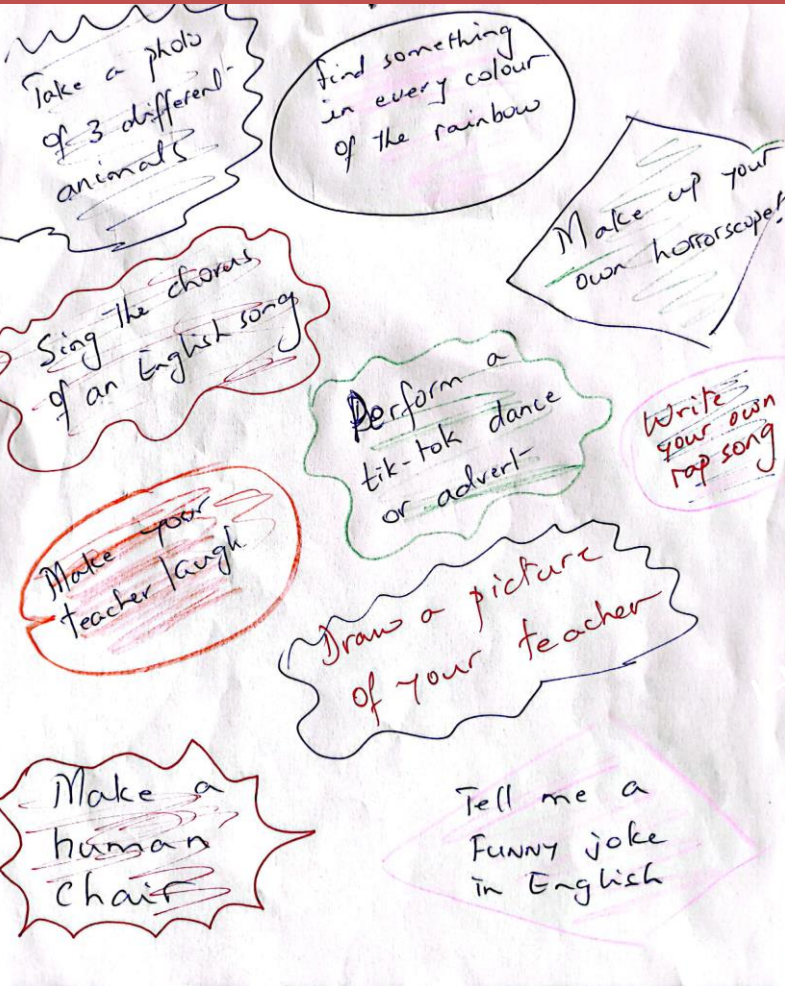 Take a photo
of 3 different
animals
find something
in every colour
of the rainbow
Make up your
own horrorscope!
Sing the chorus
of an English song
Perform a
tik-tok dance
or advert
Write
your own
rap song
Make your
teacher laugh
Draw a picture
of your teacher
Make a
human
chair
Tell me a
FUNNY joke
in English